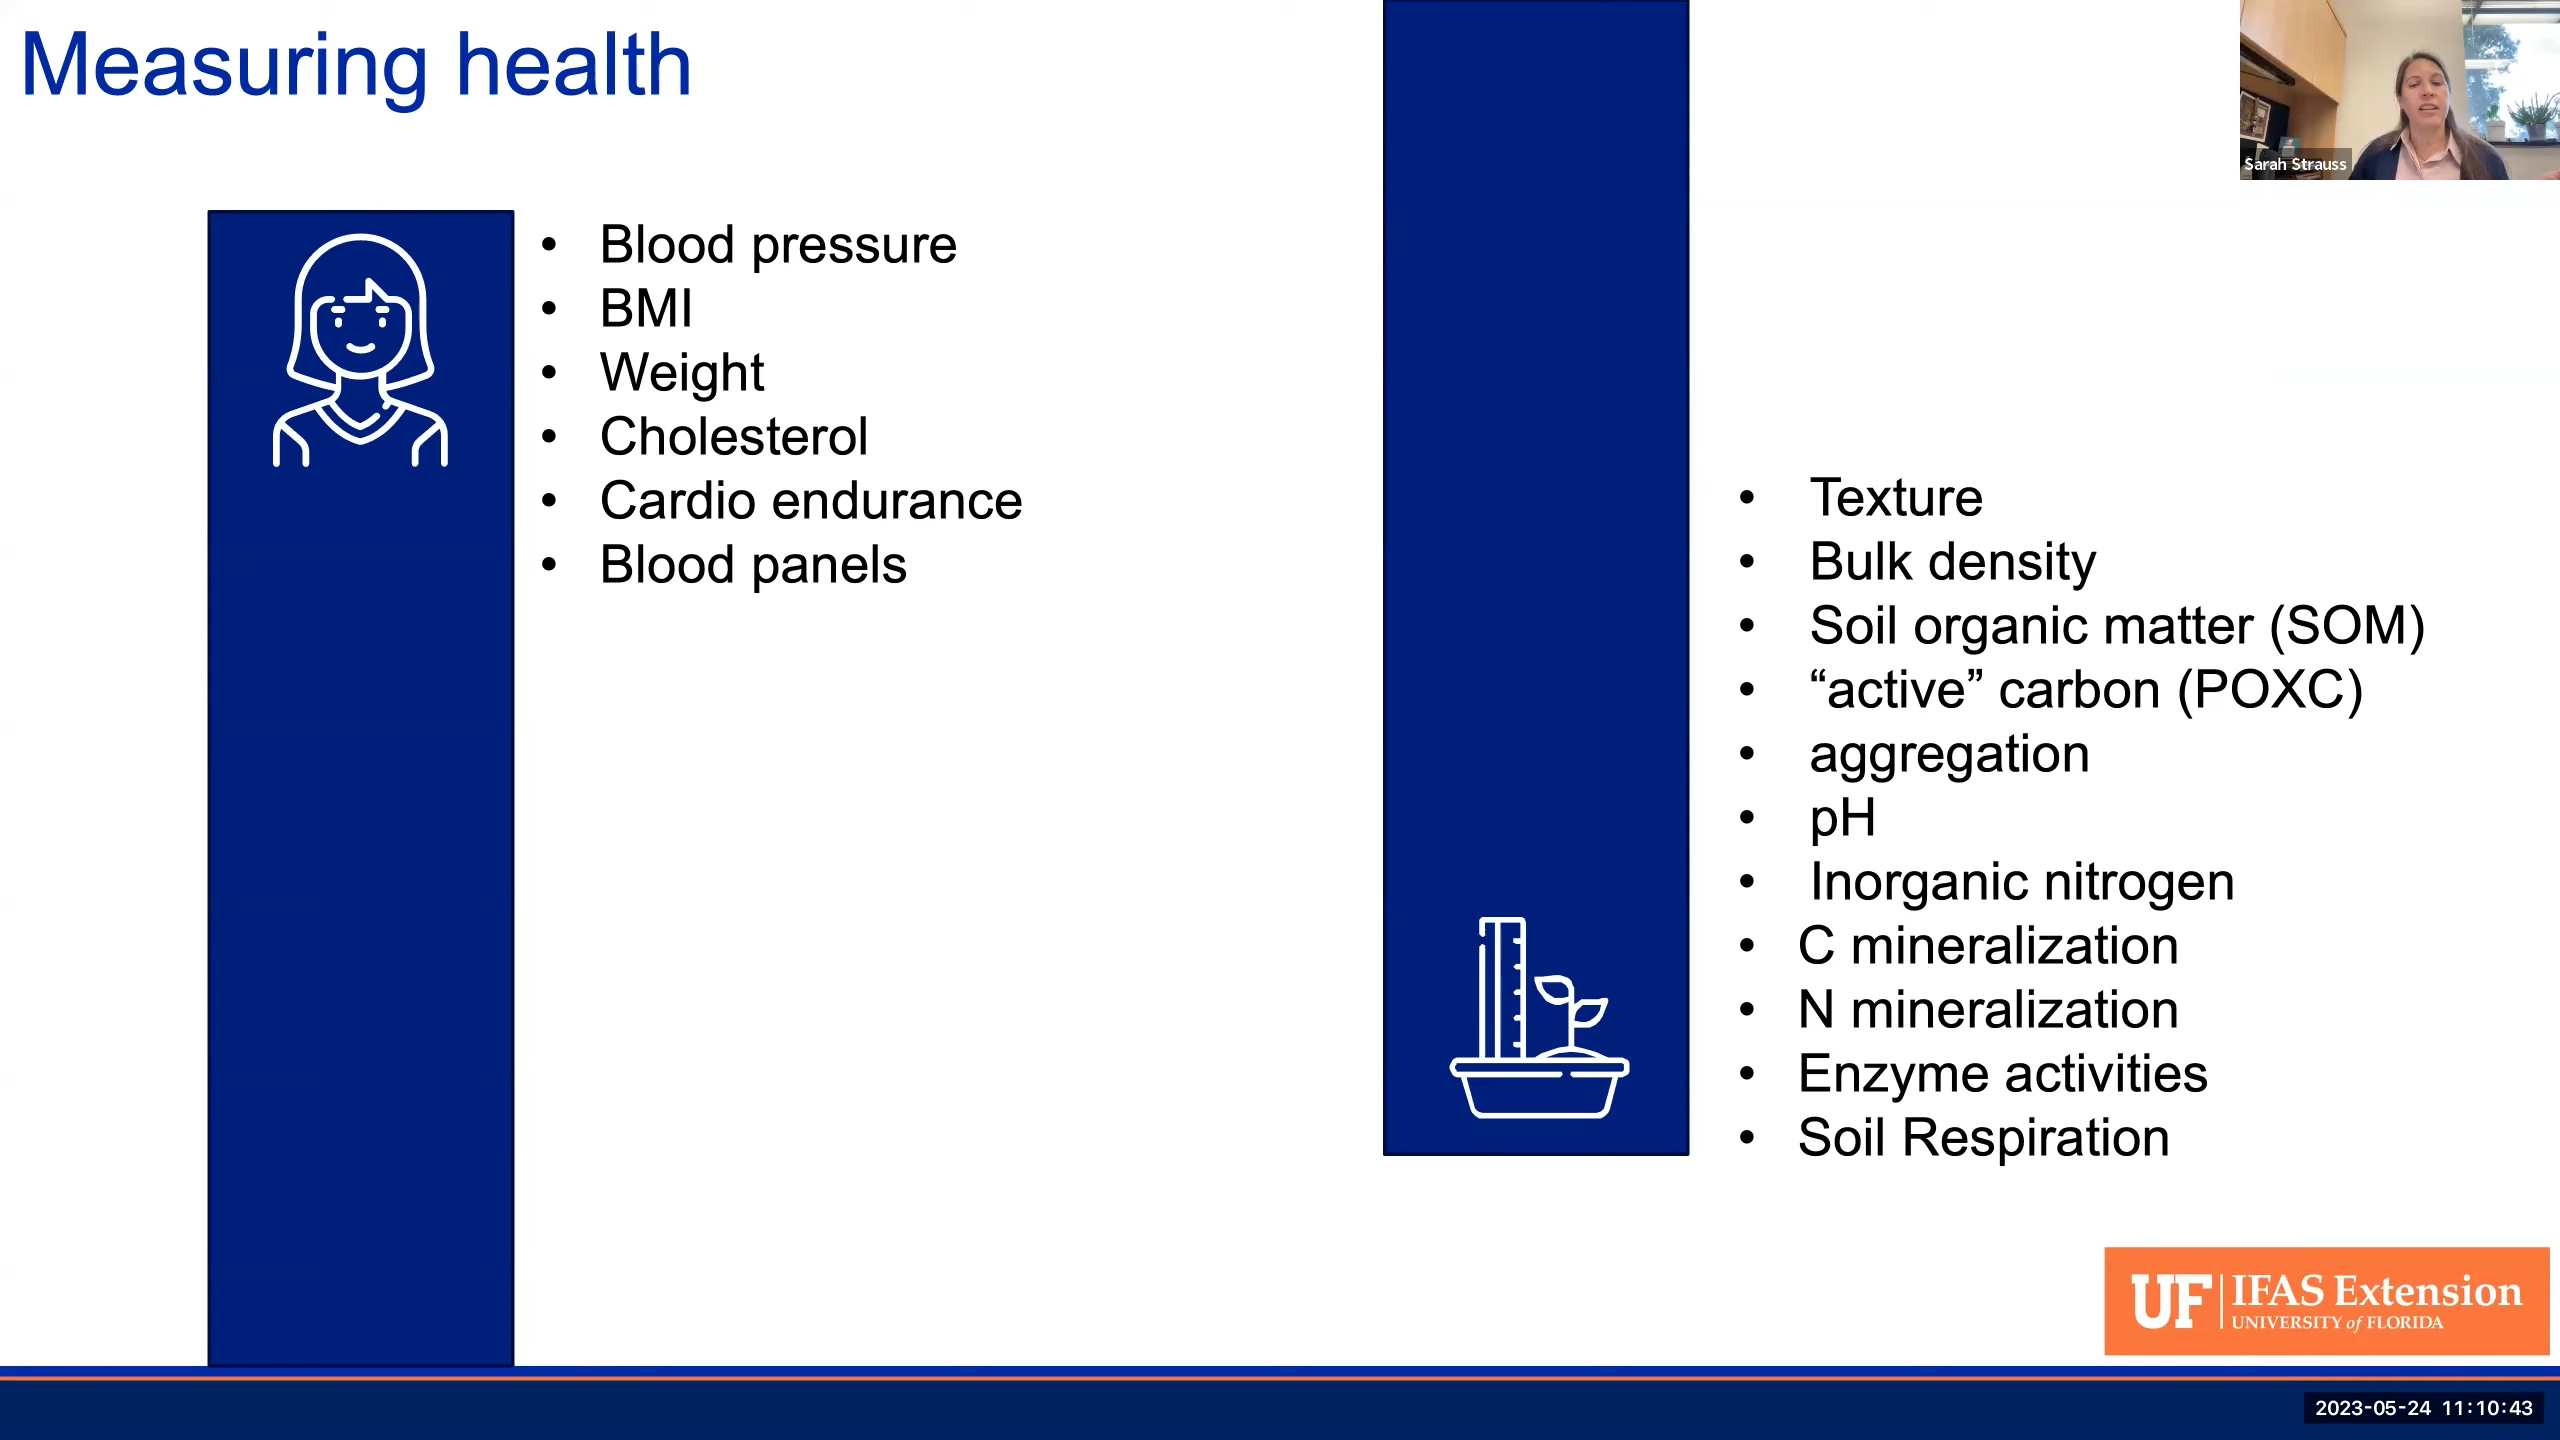 Measuring health
Sarah Strauss
• Blood pressure
• BMI
• Weight
• Cholesterol
• Cardio endurance
• Blood panels
• Texture
• Bulk density
• Soil organic matter (SOM)
• “active” carbon (POXC)
• aggregation
• pH
• Inorganic nitrogen
• C mineralization
• N mineralization
• Enzyme activities
• Soil Respiration
UF IFAS Extension
UNIVERSITY of FLORIDA
2023-05-24 11:10:43